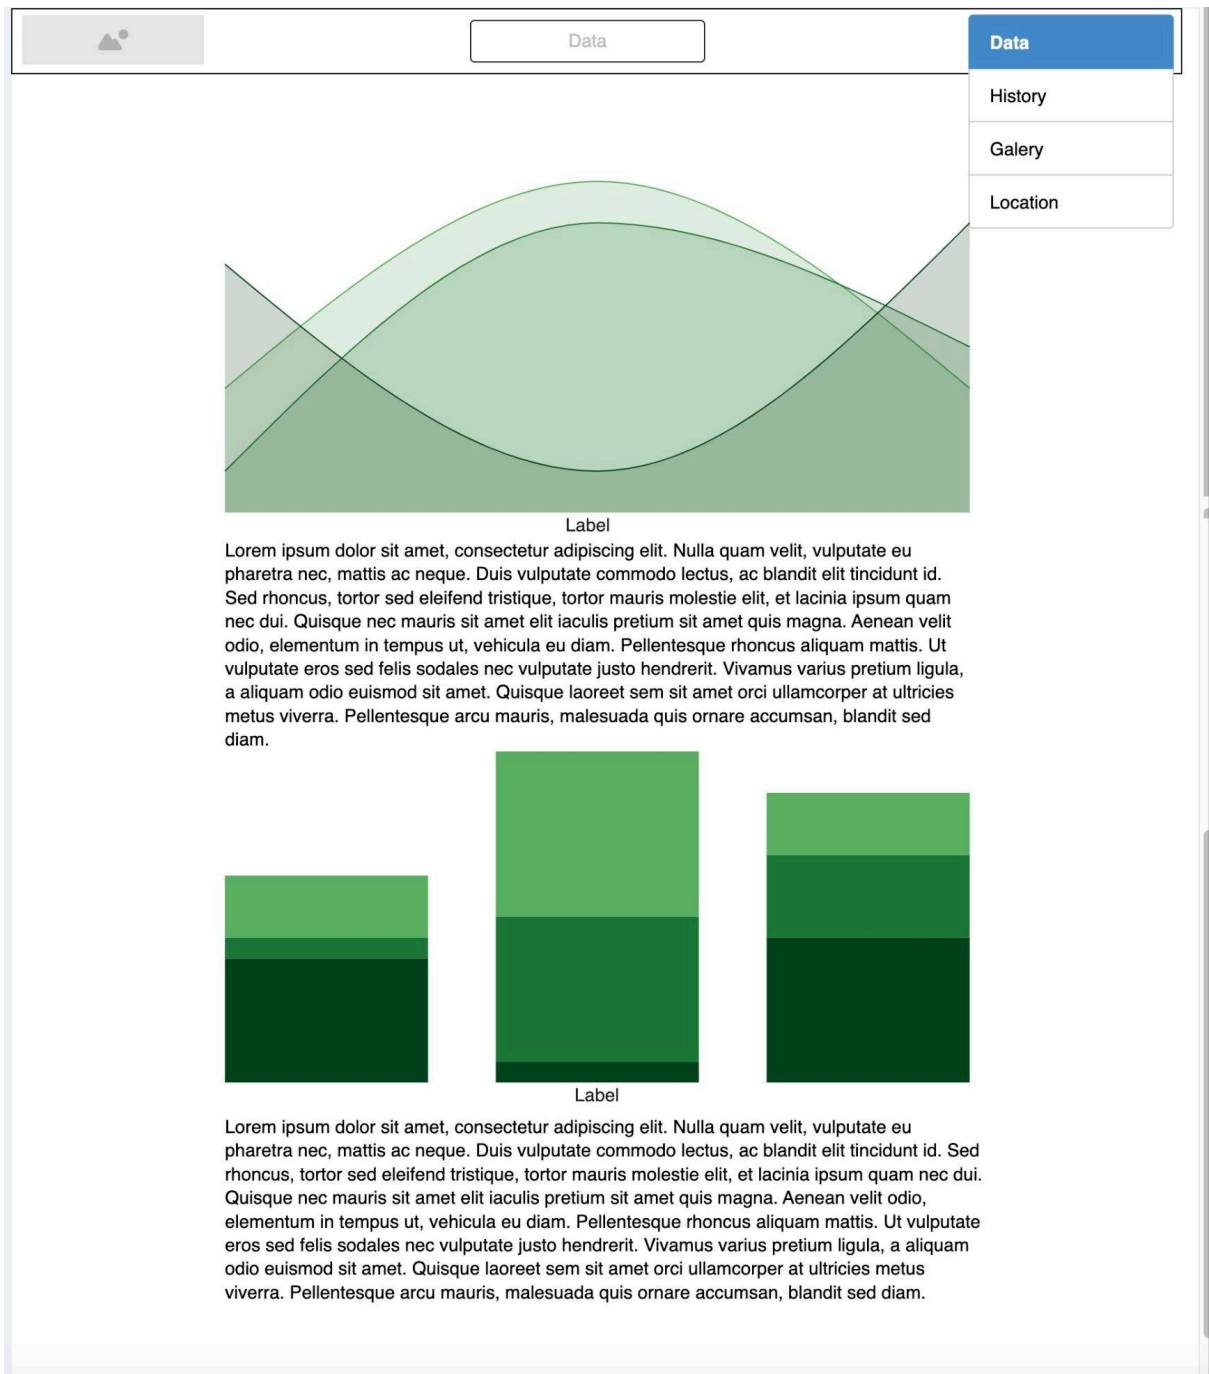 Data
Data
History
Galery
Location
Label
Lorem ipsum dolor sit amet, consectetur adipiscing elit. Nulla quam velit, vulputate eu
pharetra nec, mattis ac neque. Duis vulputate commodo lectus, ac blandit elit tincidunt id.
Sed rhoncus, tortor sed eleifend tristique, tortor mauris molestie elit, et lacinia ipsum quam
nec dui. Quisque nec mauris sit amet elit iaculis pretium sit amet quis magna. Aenean velit
odio, elementum in tempus ut, vehicula eu diam. Pellentesque rhoncus aliquam mattis. Ut
vulputate eros sed felis sodales nec vulputate justo hendrerit. Vivamus varius pretium ligula,
a aliquam odio euismod sit amet. Quisque laoreet sem sit amet orci ullamcorper at ultricies
metus viverra. Pellentesque arcu mauris, malesuada quis ornare accumsan, blandit sed
diam.
Label
Lorem ipsum dolor sit amet, consectetur adipiscing elit. Nulla quam velit, vulputate eu
pharetra nec, mattis ac neque. Duis vulputate commodo lectus, ac blandit elit tincidunt id. Sed
rhoncus, tortor sed eleifend tristique, tortor mauris molestie elit, et lacinia ipsum quam nec dui.
Quisque nec mauris sit amet elit iaculis pretium sit amet quis magna. Aenean velit odio,
elementum in tempus ut, vehicula eu diam. Pellentesque rhoncus aliquam mattis. Ut vulputate
eros sed felis sodales nec vulputate justo hendrerit. Vivamus varius pretium ligula, a aliquam
odio euismod sit amet. Quisque laoreet sem sit amet orci ullamcorper at ultricies metus
viverra. Pellentesque arcu mauris, malesuada quis ornare accumsan, blandit sed diam.